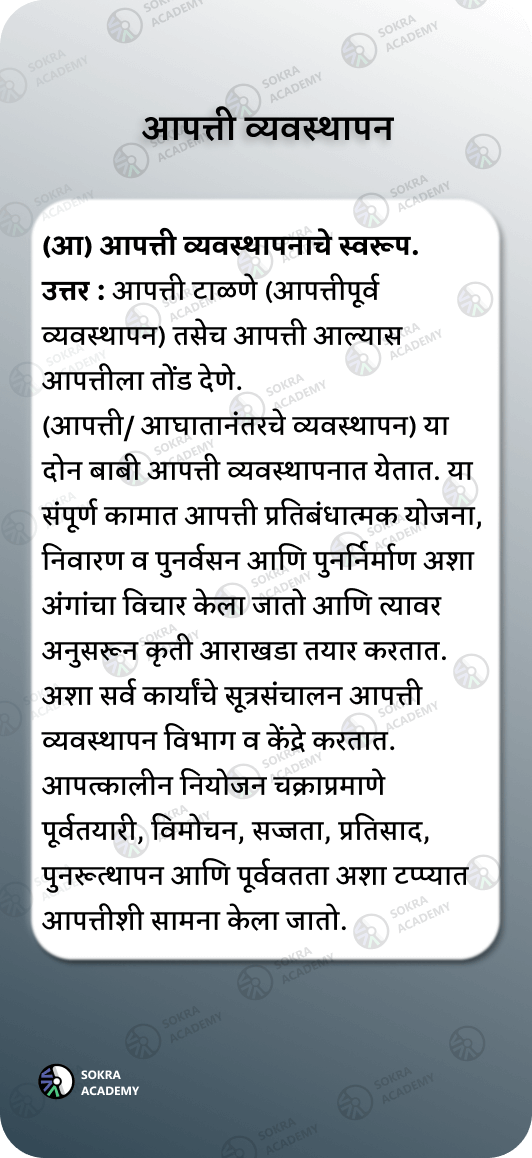 आपत्ती व्यवस्थापन
(आ) आपत्ती व्यवस्थापनाचे स्वरूप.
उत्तर : आपत्ती टाळणे (आपत्तीपूर्व
व्यवस्थापन) तसेच आपत्ती आल्यास
आपत्तीला तोंड देणे.
(आपत्ती/ आघातानंतरचे व्यवस्थापन) या
दोन बाबी आपत्ती व्यवस्थापनात येतात. या
संपूर्ण कामात आपत्ती प्रतिबंधात्मक योजना,
निवारण व पुनर्वसन आणि पुनर्निर्माण अशा
अंगांचा विचार केला जातो आणि त्यावर
अनुसरून कृती आराखडा तयार करतात.
अशा सर्व कार्यांचे सूत्रसंचालन आपत्ती
व्यवस्थापन विभाग व केंद्रे करतात.
आपत्कालीन नियोजन चक्राप्रमाणे
पूर्वतयारी, विमोचन, सज्जता, प्रतिसाद,
पुनरूत्थापन आणि पूर्ववतता अशा टप्प्यात
आपत्तीशी सामना केला जातो.
SOKRA
ACADEMY